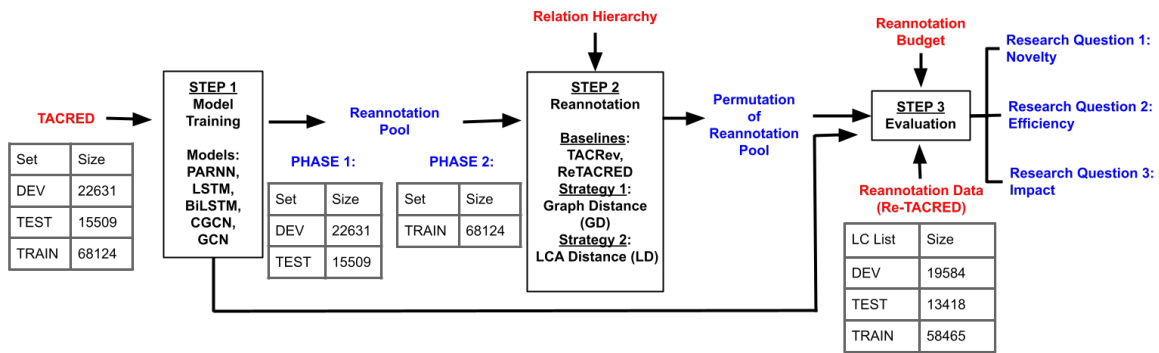 TACRED
Set Size
DEV 22631
TEST 15509
TRAIN 68124
STEP 1
Model
Training
Models:
PARNN,
LSTM,
BiLSTM,
CGCN,
GCN
Reannotation
Pool
PHASE 1:
Set Size
DEV 22631
TEST 15509
PHASE 2:
Set Size
TRAIN 68124
Relation Hierarchy
STEP 2
Reannotation
Baselines:
TACRev,
ReTACRED
Strategy 1:
Graph Distance
(GD)
Strategy 2:
LCA Distance (LD)
Permutation
of
Reannotation
Pool
Reannotation
Budget
STEP 3
Evaluation
Reannotation Data
(Re-TACRED)
LC List Size
DEV 19584
TEST 13418
TRAIN 58465
Research Question 1:
Novelty
Research Question 2:
Efficiency
Research Question 3:
Impact